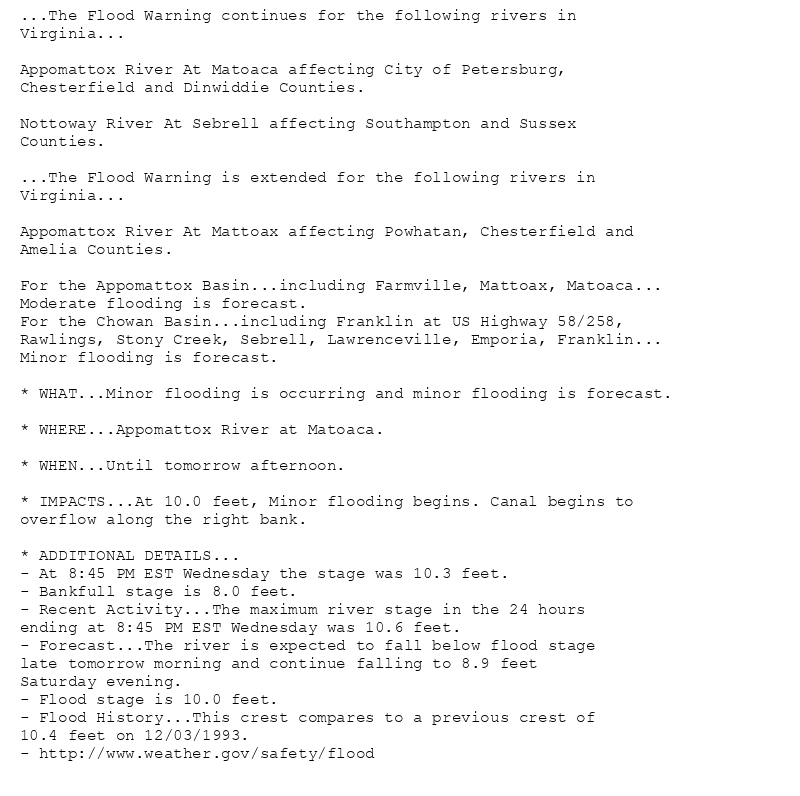 ...The Flood Warning continues for the following rivers in
Virginia...
Appomattox River At Matoaca affecting City of Petersburg,
Chesterfield and Dinwiddie Counties.
Nottoway River At Sebrell affecting Southampton and Sussex
Counties.
...The Flood Warning is extended for the following rivers in
Virginia...
Appomattox River At Mattoax affecting Powhatan, Chesterfield and
Amelia Counties.
For the Appomattox Basin...including Farmville, Mattoax, Matoaca...
Moderate flooding is forecast.
For the Chowan Basin...including Franklin at US Highway 58/258,
Rawlings, Stony Creek, Sebrell, Lawrenceville, Emporia, Franklin...
Minor flooding is forecast.
* WHAT...Minor flooding is occurring and minor flooding is forecast.
* WHERE...Appomattox River at Matoaca.
* WHEN...Until tomorrow afternoon.
* IMPACTS...At 10.0 feet, Minor flooding begins. Canal begins to
overflow along the right bank.
* ADDITIONAL DETAILS...
- At 8:45 PM EST Wednesday the stage was 10.3 feet.
- Bankfull stage is 8.0 feet.
- Recent Activity...The maximum river stage in the 24 hours
ending at 8:45 PM EST Wednesday was 10.6 feet.
- Forecast...The river is expected to fall below flood stage
late tomorrow morning and continue falling to 8.9 feet
Saturday evening.
- Flood stage is 10.0 feet.
- Flood History...This crest compares to a previous crest of
10.4 feet on 12/03/1993.
- http://www.weather.gov/safety/flood